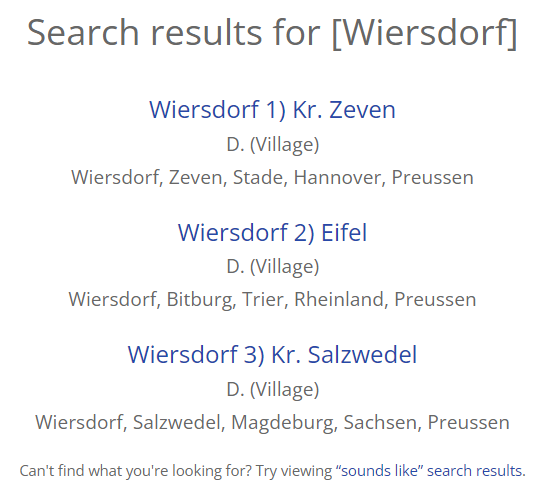 Search results for [Wiersdorf]
Wiersdorf 1) Kr. Zeven
D. (Village)
Wiersdorf, Zeven, Stade, Hannover, Preussen
Wiersdorf 2) Eifel
D. (Village)
Wiersdorf, Bitburg, Trier, Rheinland, Preussen
Wiersdorf 3) Kr. Salzwedel
D. (Village)
Wiersdorf, Salzwedel, Magdeburg, Sachsen, Preussen
Can't find what you're looking for? Try viewing “sounds like” search results.